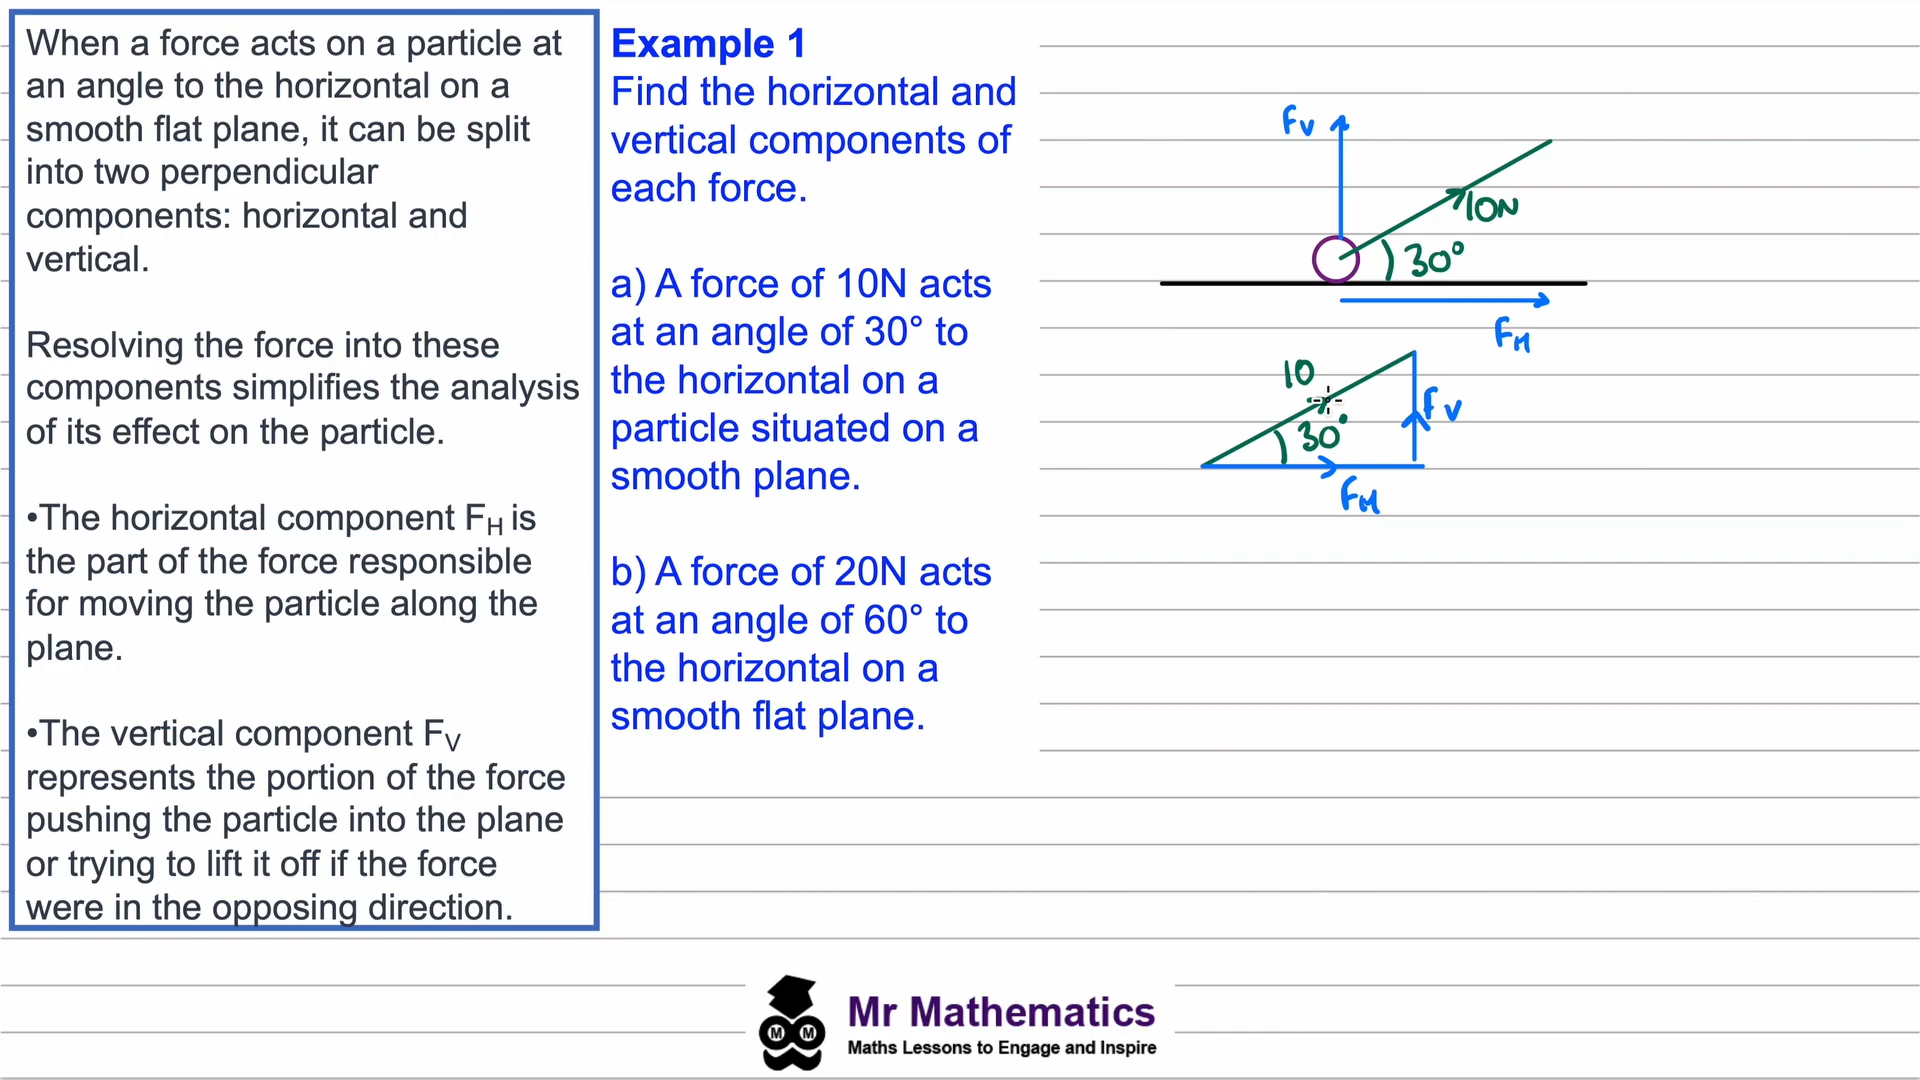 When a force acts on a particle at
an angle to the horizontal on a
smooth flat plane, it can be split
into two perpendicular
components: horizontal and
vertical.
Resolving the force into these
components simplifies the analysis
of its effect on the particle.
•The horizontal component F_H is
the part of the force responsible
for moving the particle along the
plane.
•The vertical component F_V
represents the portion of the force
pushing the particle into the plane
or trying to lift it off if the force
were in the opposing direction.
Example 1
Find the horizontal and
vertical components of
each force.
a) A force of 10N acts
at an angle of 30° to
the horizontal on a
particle situated on a
smooth plane.
b) A force of 20N acts
at an angle of 60° to
the horizontal on a
smooth flat plane.
F_V
10N
30°
F_H
10
F_V
30°
F_H
M M
Mr Mathematics
Maths Lessons to Engage and Inspire